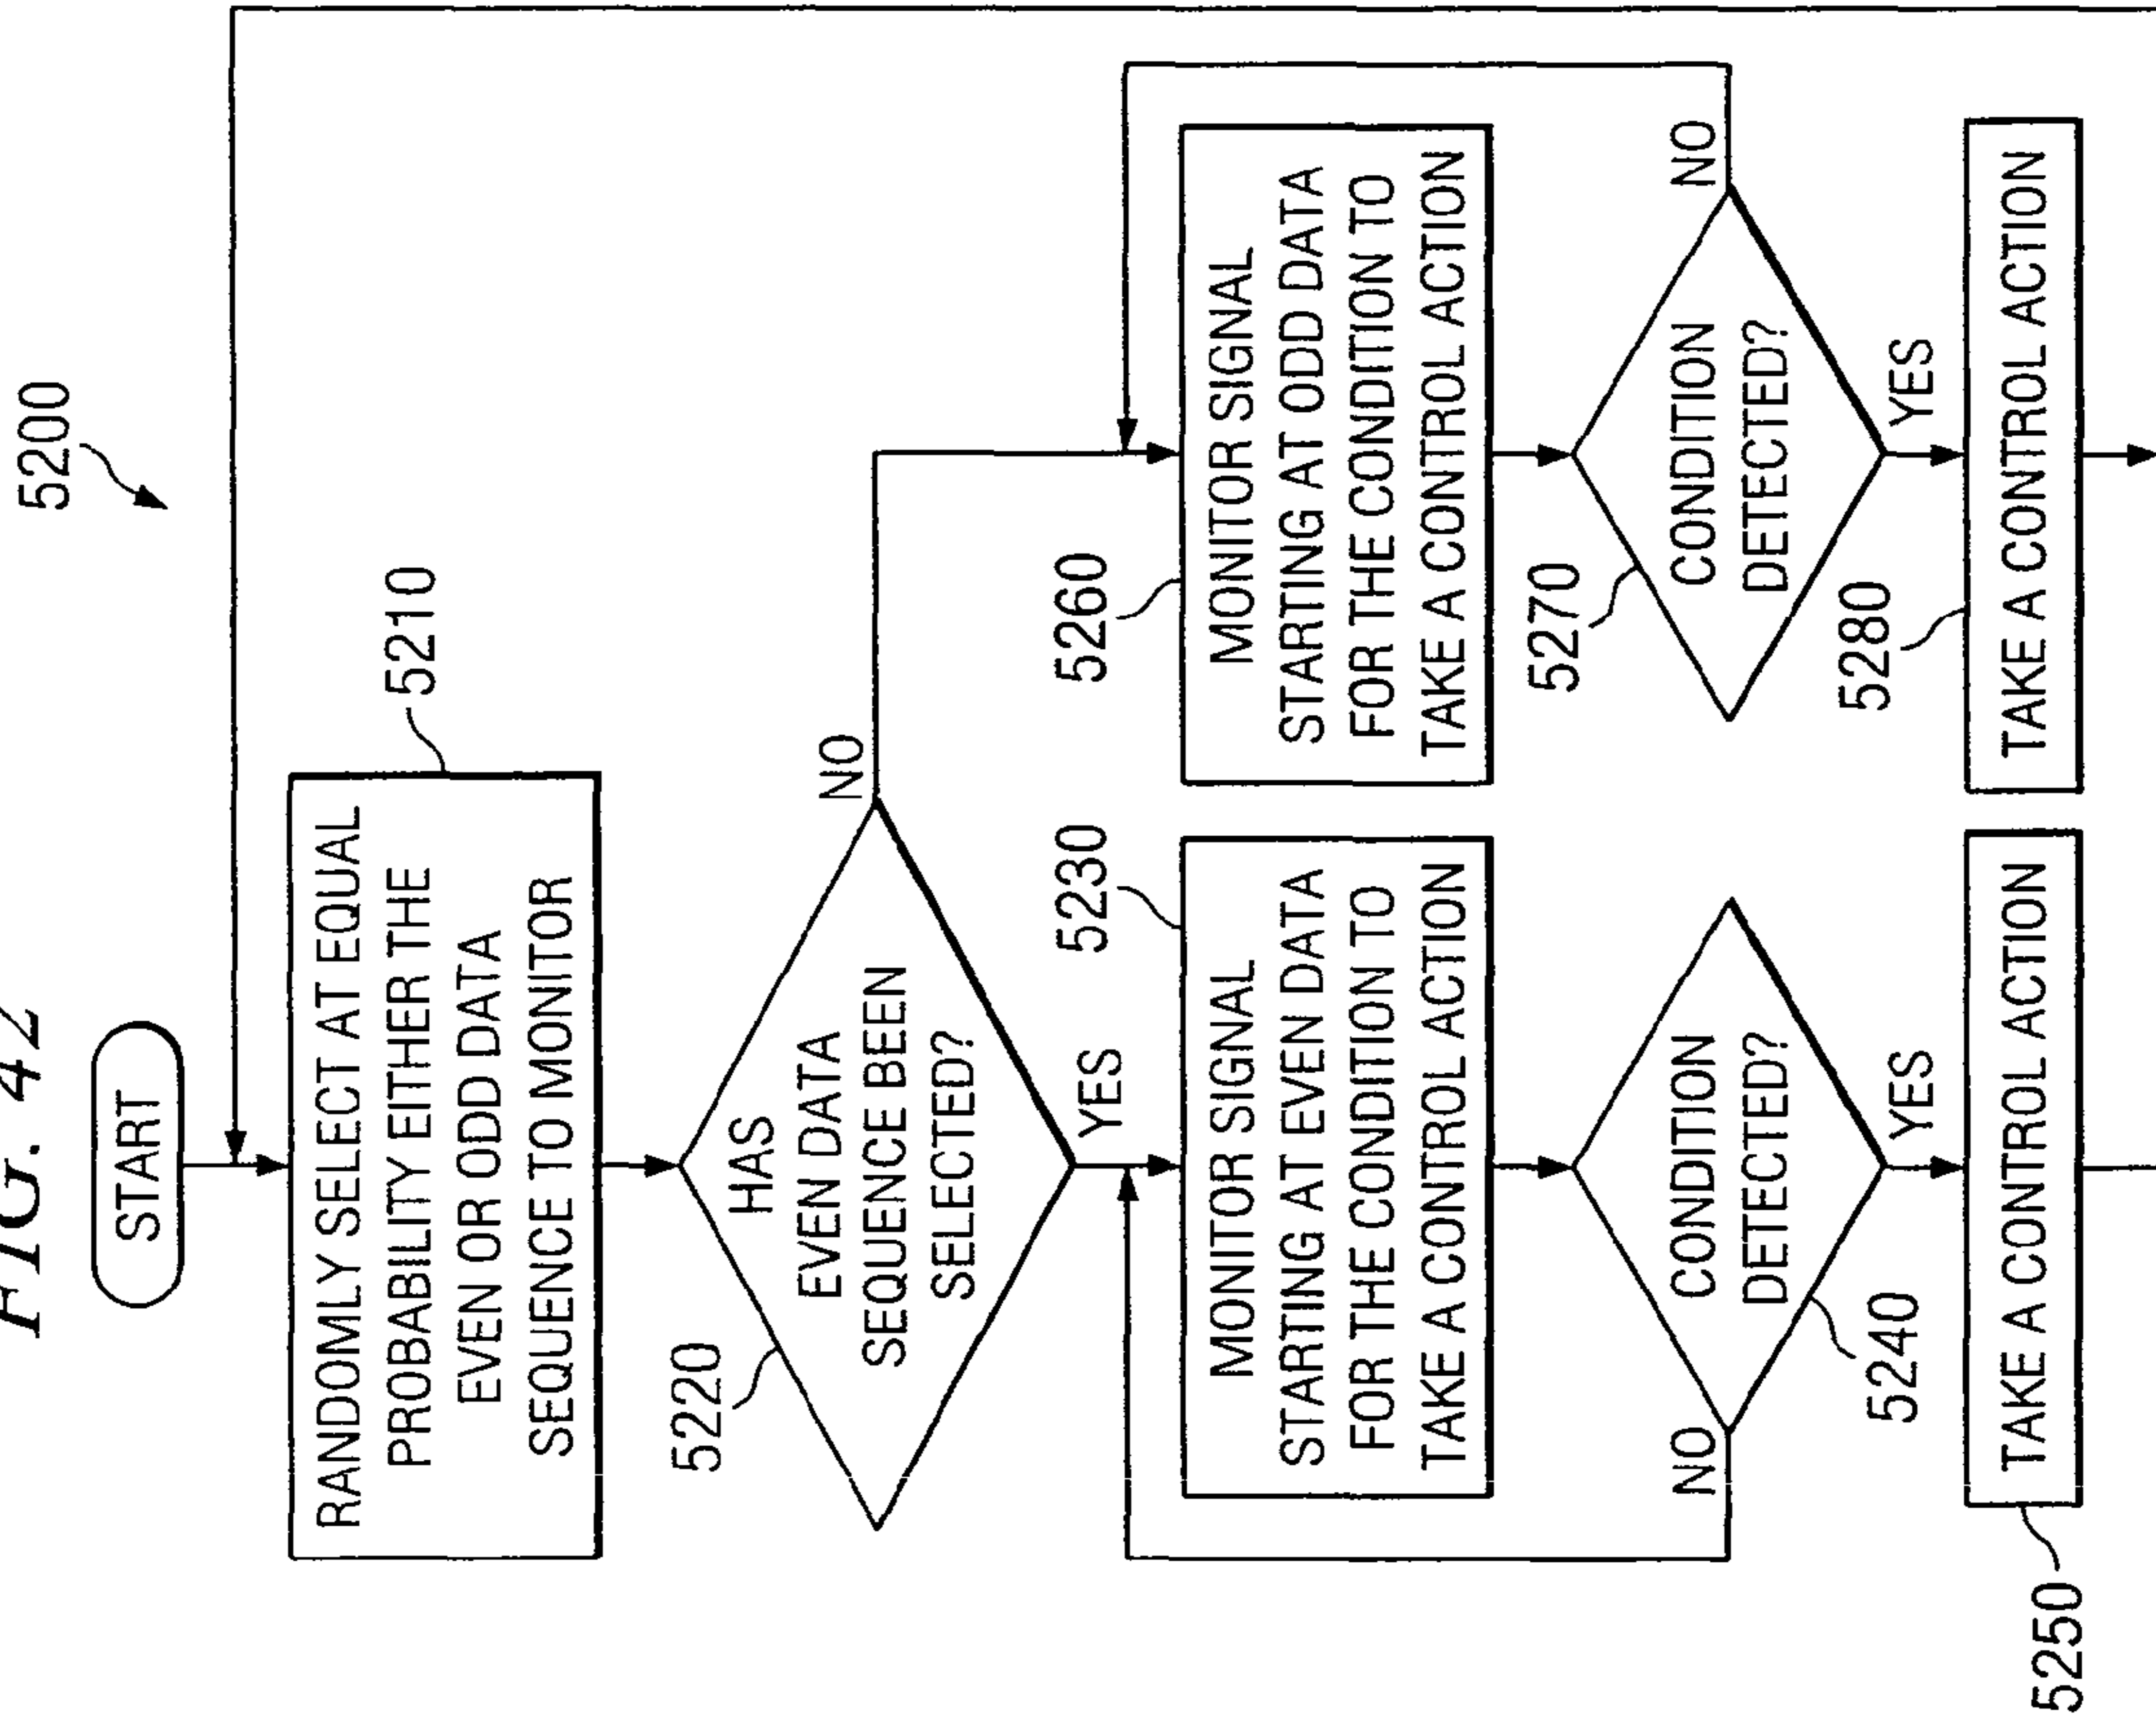 FIG. 42
5200
START
RANDOMLY SELECT AT EQUAL
PROBABILITY EITHER THE
EVEN OR ODD DATA
SEQUENCE TO MONITOR
5210
5220
HAS
EVEN DATA
SEQUENCE BEEN
SELECTED?
NO
YES
5230
MONITOR SIGNAL
STARTING AT EVEN DATA
FOR THE CONDITION TO
TAKE A CONTROL ACTION
5260
MONITOR SIGNAL
STARTING AT ODD DATA
FOR THE CONDITION TO
TAKE A CONTROL ACTION
NO
CONDITION
DETECTED?
5240
YES
5270
CONDITION
DETECTED?
NO
YES
5250
TAKE A CONTROL ACTION
5280
TAKE A CONTROL ACTION